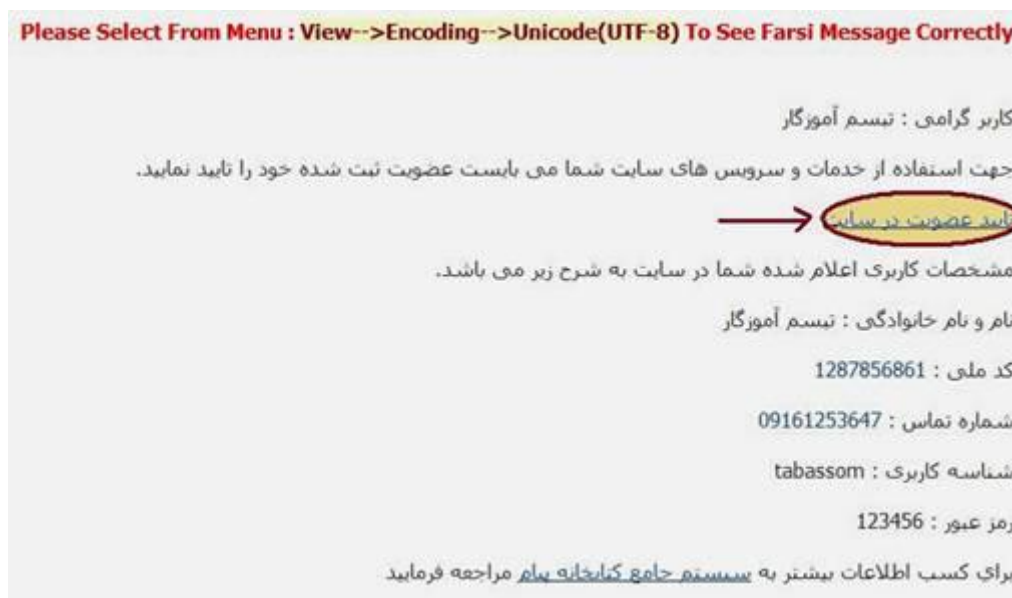 Please Select From Menu : View-->Encoding-->Unicode(UTF-8) To See Farsi Message Correctly
کاربر گرامی : تبسم آموزگار
جهت استفاده از خدمات و سرویس های سایت شما می بایست عضویت ثبت شده خود را تایید نمایید.
تایید عضویت در سایت
مشخصات کاربری اعلام شده شما در سایت به شرح زیر می باشد.
نام و نام خانوادگی : تبسم آموزگار
کد ملی : 1287856861
شماره تماس : 09161253647
شناسه کاربری : tabassom
رمز عبور : 123456
براي کسب اطلاعات بیشتر به سیستم جامع کتابخانه پیام مراجعه فرمایید